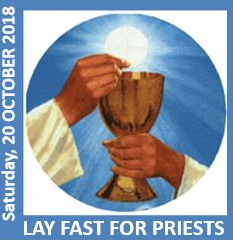 Saturday, 20 OCTOBER 2018
LAY FAST FOR PRIESTS